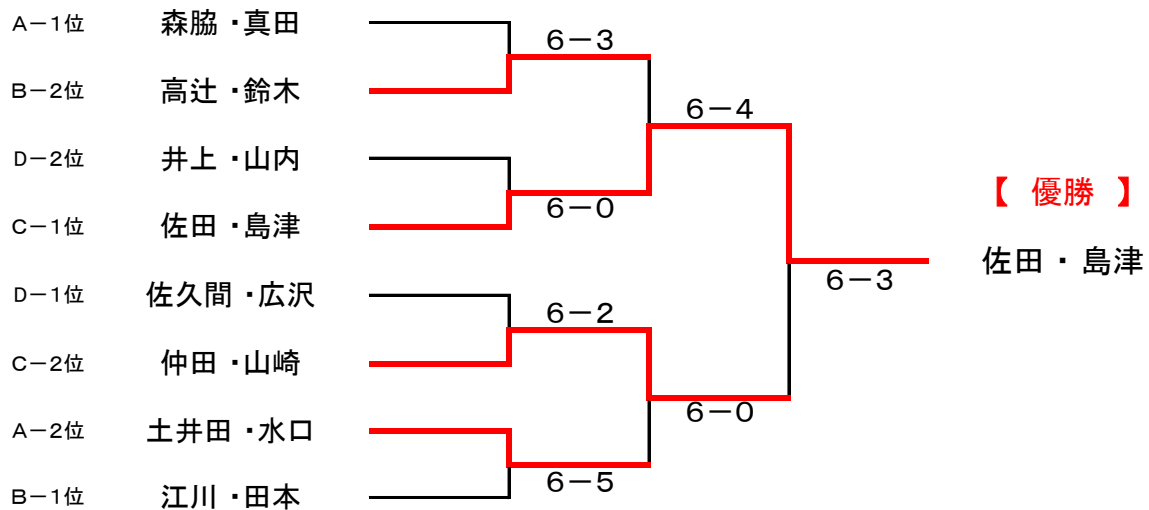 A－1位 森脇・真田
6－3
B－2位 高辻・鈴木
6－4
D－2位 井上・山内
【 優勝 】
6－0
C－1位 佐田・島津
佐田・島津
6－3
D－1位 佐久間・広沢
6－2
C－2位 仲田・山崎
6－0
A－2位 土井田・水口
6－5
B－1位 江川・田本